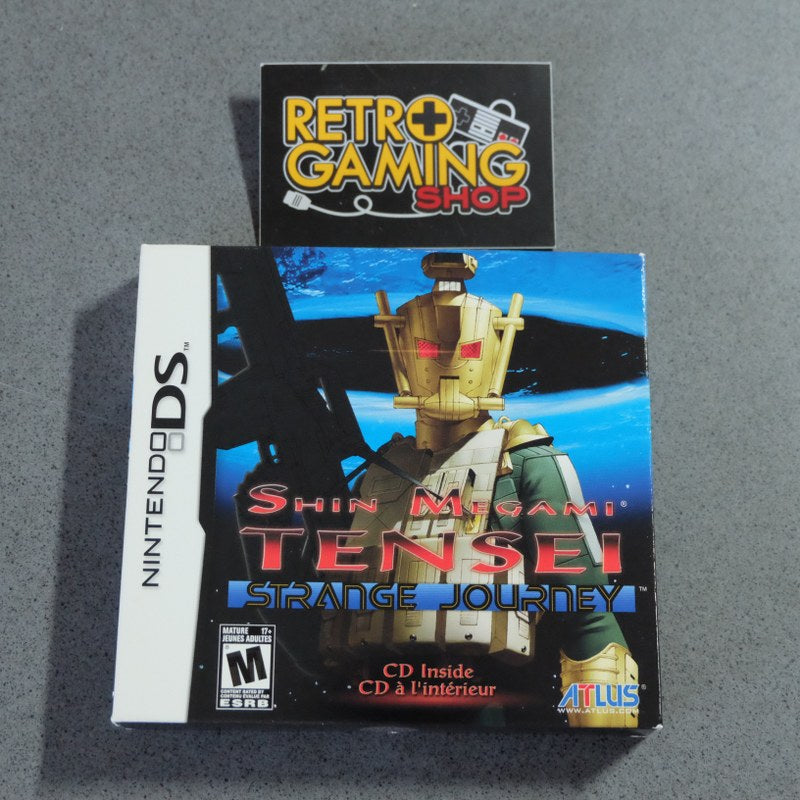 RETRO
GAMING
SHOP
NINTENDO DS™
SHIN MEGAMI®
TENSEI
STRANGE JOURNEY™
MATURE 17+
JEUNES ADULTES
M
CONTENT RATED BY
CONTENU ÉVALUÉ PAR
ESRB
CD Inside
CD à l'intérieur
ATLUS®
WWW.ATLUS.COM